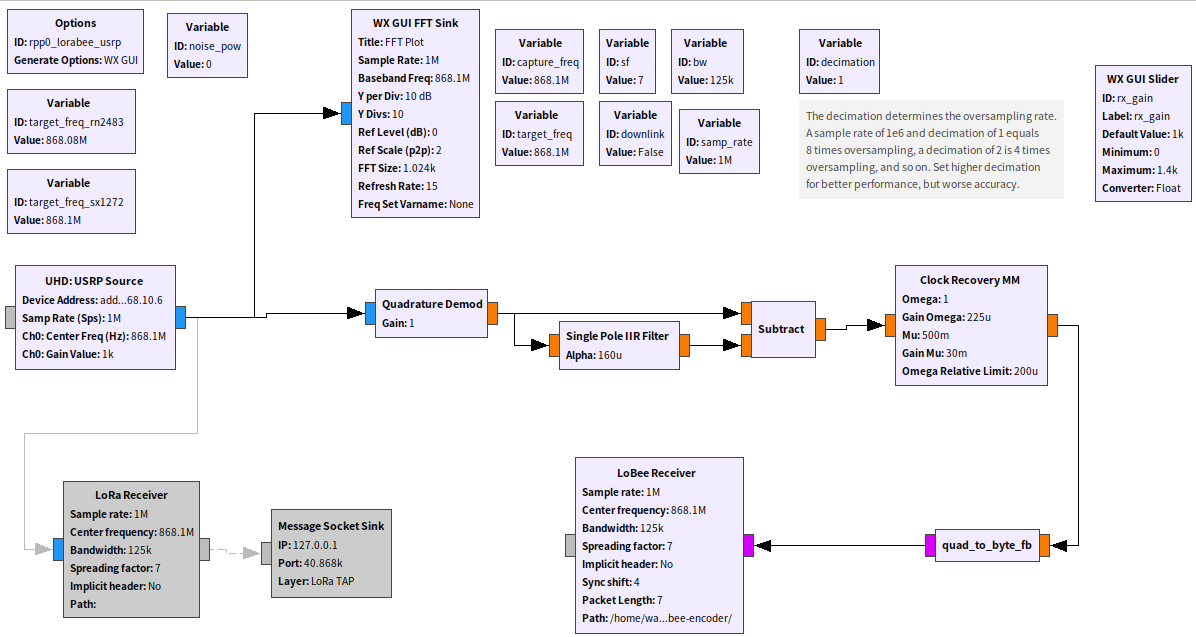 Options
ID: rpp0_lorabee_usrp
Generate Options: WX GUI
Variable
ID: noise_pow
Value: 0
WX GUI FFT Sink
Title: FFT Plot
Sample Rate: 1M
Baseband Freq: 868.1M
Y per Div: 10 dB
Y Divs: 10
Ref Level (dB): 0
Ref Scale (p2p): 2
FFT Size: 1.024k
Refresh Rate: 15
Freq Set Varname: None
Variable
ID: capture_freq
Value: 868.1M
Variable
ID: sf
Value: 7
Variable
ID: bw
Value: 125k
Variable
ID: decimation
Value: 1
WX GUI Slider
ID: rx_gain
Label: rx_gain
Default Value: 1k
Minimum: 0
Maximum: 1.4k
Converter: Float
Variable
ID: target_freq_rn2483
Value: 868.08M
Variable
ID: target_freq
Value: 868.1M
Variable
ID: downlink
Value: False
Variable
ID: samp_rate
Value: 1M
The decimation determines the oversampling rate.
A sample rate of 1e6 and decimation of 1 equals
8 times oversampling, a decimation of 2 is 4 times
oversampling, and so on. Set higher decimation
for better performance, but worse accuracy.
Variable
ID: target_freq_sx1272
Value: 868.1M
UHD: USRP Source
Device Address: add...68.10.6
Samp Rate (Sps): 1M
Ch0: Center Freq (Hz): 868.1M
Ch0: Gain Value: 1k
Quadrature Demod
Gain: 1
Single Pole IIR Filter
Alpha: 160u
Subtract
Clock Recovery MM
Omega: 1
Gain Omega: 225u
Mu: 500m
Gain Mu: 30m
Omega Relative Limit: 200u
LoRa Receiver
Sample rate: 1M
Center frequency: 868.1M
Bandwidth: 125k
Spreading factor: 7
Implicit header: No
Path:
Message Socket Sink
IP: 127.0.0.1
Port: 40.868k
Layer: LoRa TAP
LoBee Receiver
Sample rate: 1M
Center frequency: 868.1M
Bandwidth: 125k
Spreading factor: 7
Implicit header: No
Sync shift: 4
Packet Length: 7
Path: /home/wa...bee-encoder/
quad_to_byte_fb